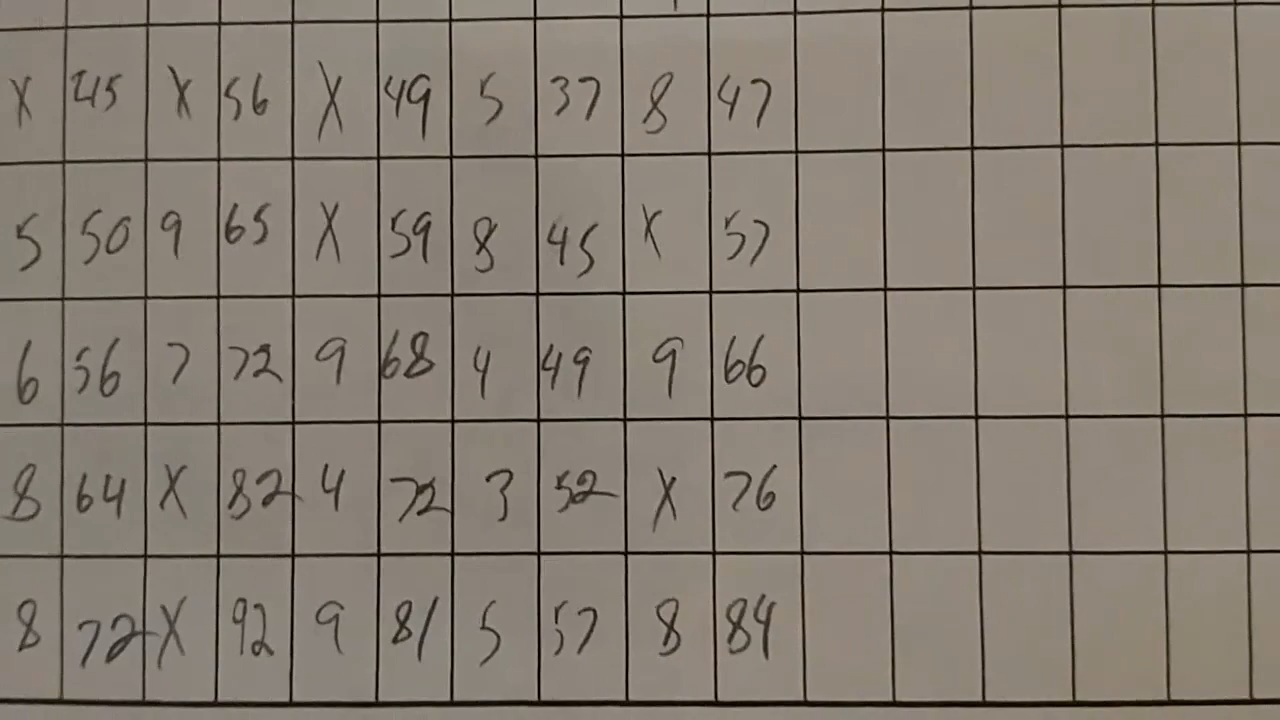 X 45 X 56 X 49 5 37 8 47
5 50 9 65 X 59 8 45 X 57
6 56 7 72 9 68 4 49 9 66
8 64 X 82 4 72 3 52 X 76
8 72 X 92 9 81 5 57 8 84